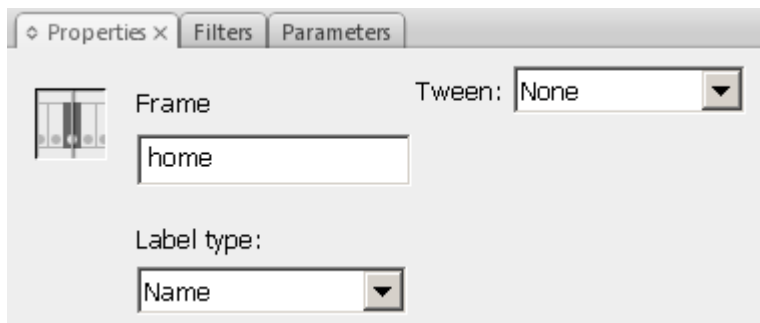 Properties Filters Parameters
Frame
Tween: None
home
Label type:
Name